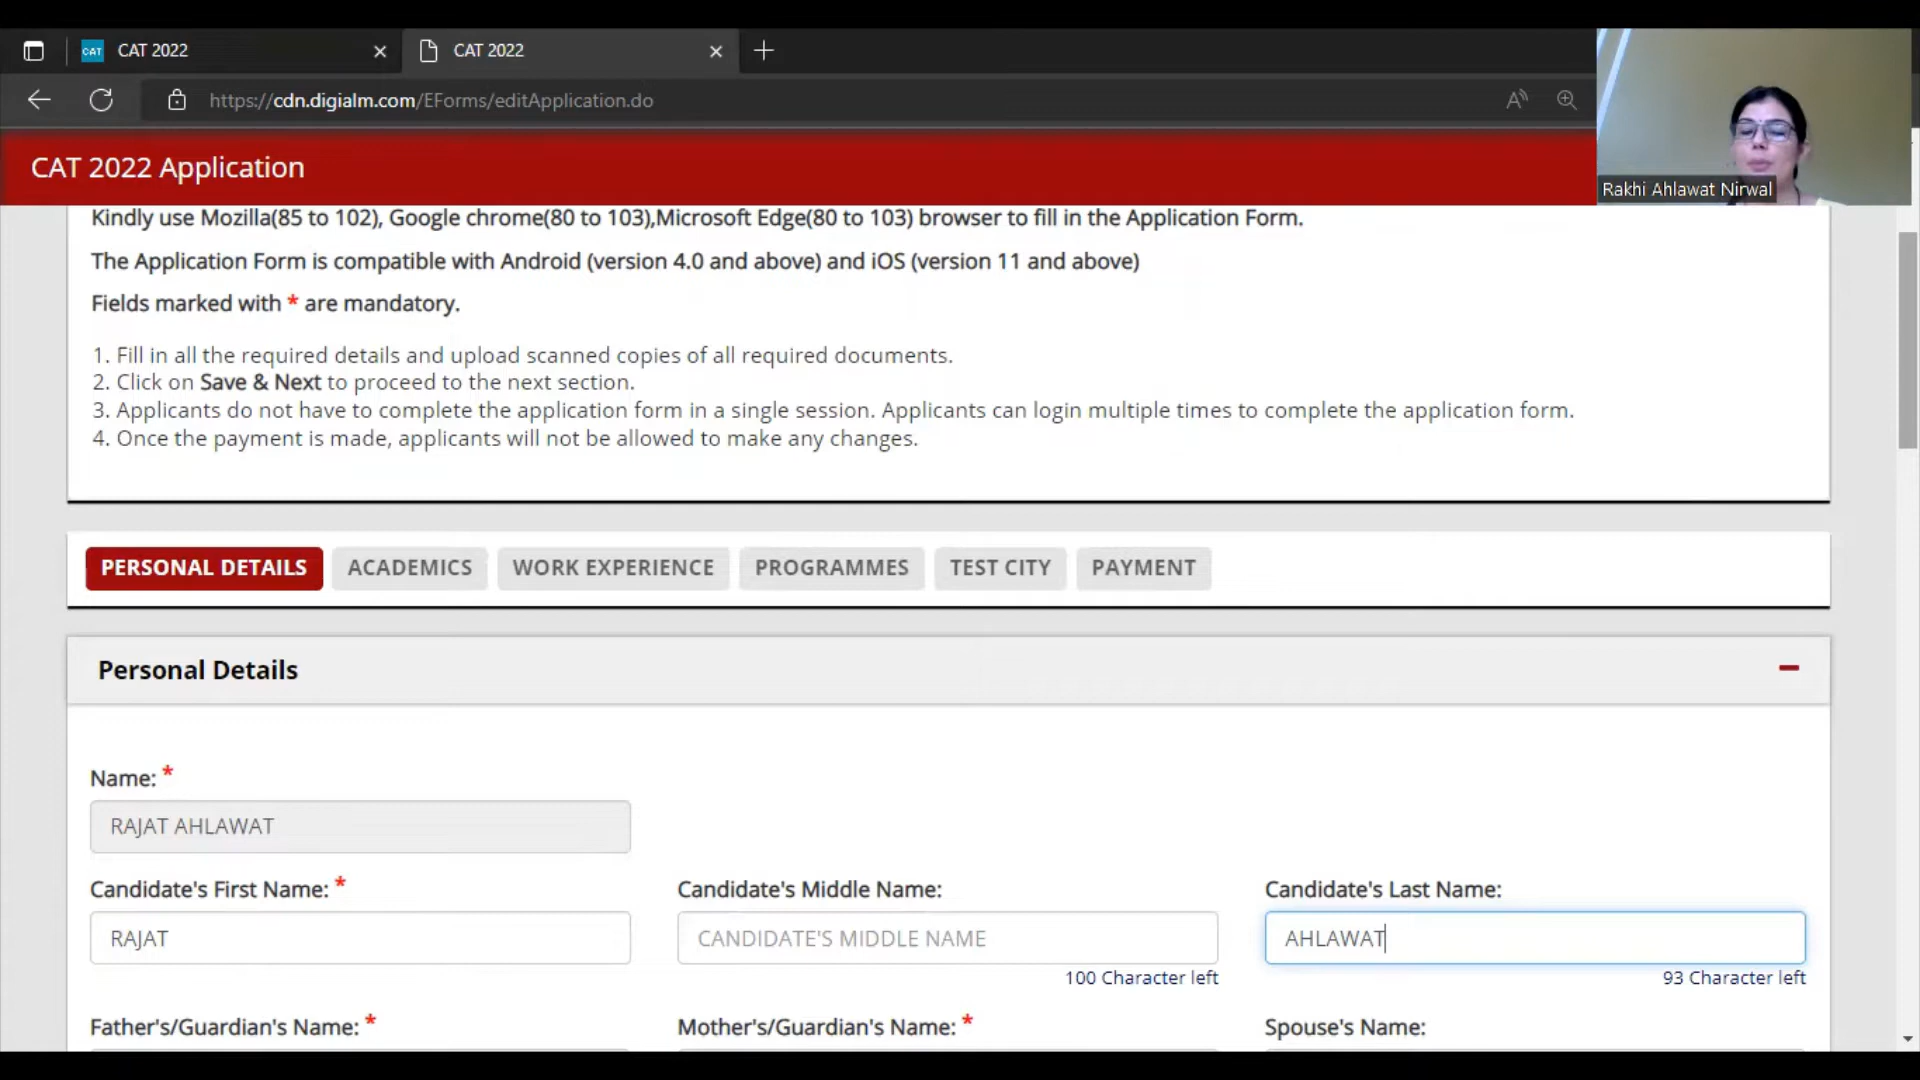 CAT CAT 2022
CAT 2022
https://cdn.digialm.com/EForms/editApplication.do
CAT 2022 Application
Rakhi Ahlawat Nirwal
Kindly use Mozilla(85 to 102), Google chrome(80 to 103),Microsoft Edge(80 to 103) browser to fill in the Application Form.
The Application Form is compatible with Android (version 4.0 and above) and iOS (version 11 and above)
Fields marked with * are mandatory.
1. Fill in all the required details and upload scanned copies of all required documents.
2. Click on Save & Next to proceed to the next section.
3. Applicants do not have to complete the application form in a single session. Applicants can login multiple times to complete the application form.
4. Once the payment is made, applicants will not be allowed to make any changes.
PERSONAL DETAILS ACADEMICS WORK EXPERIENCE PROGRAMMES TEST CITY PAYMENT
Personal Details
Name: *
RAJAT AHLAWAT
Candidate's First Name: * Candidate's Middle Name: Candidate's Last Name:
RAJAT CANDIDATE'S MIDDLE NAME AHLAWAT
100 Character left 93 Character left
Father's/Guardian's Name: * Mother's/Guardian's Name: * Spouse's Name: